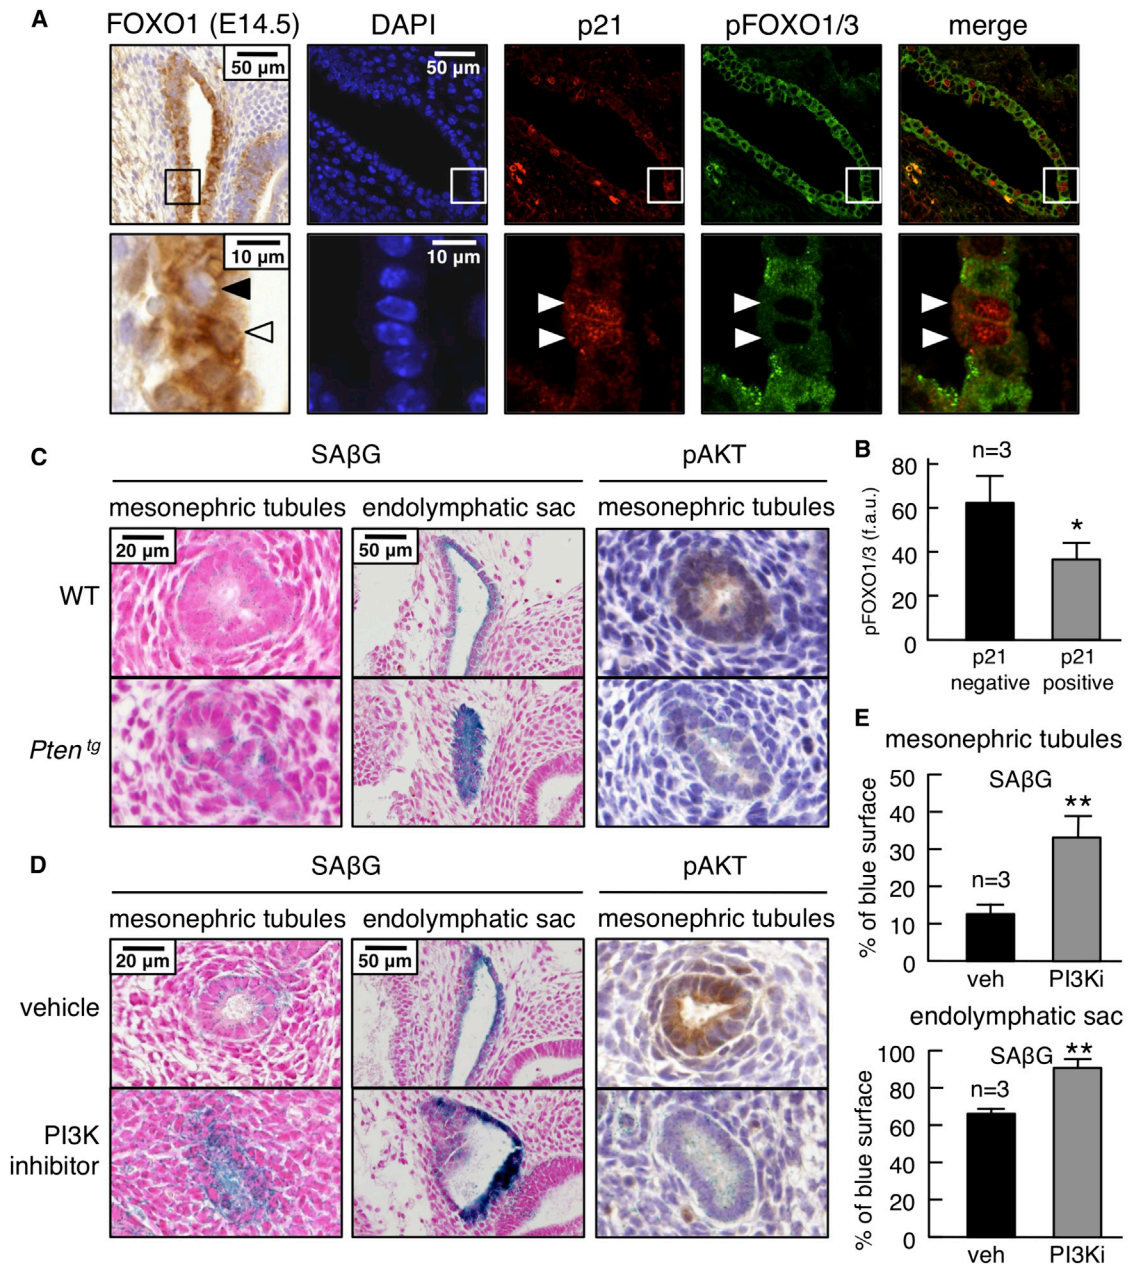 A
FOXO1 (E14.5) DAPI p21 pFOXO1/3 merge
50 µm 50 µm
10 µm 10 µm
C
SAβG pAKT
mesonephric tubules endolymphatic sac mesonephric tubules
20 µm 50 µm
WT
Pten tg
B
n=3
pFOXO1/3 (f.a.u.)
80
60
40
20
0
*
p21 negative
p21 positive
D
SAβG pAKT
mesonephric tubules endolymphatic sac mesonephric tubules
20 µm 50 µm
vehicle
PI3K
inhibitor
E
mesonephric tubules
SAβG
% of blue surface
50
40
30
20
10
0
n=3
**
veh PI3Ki
endolymphatic sac
SAβG
% of blue surface
100
80
60
40
20
0
n=3
**
veh PI3Ki